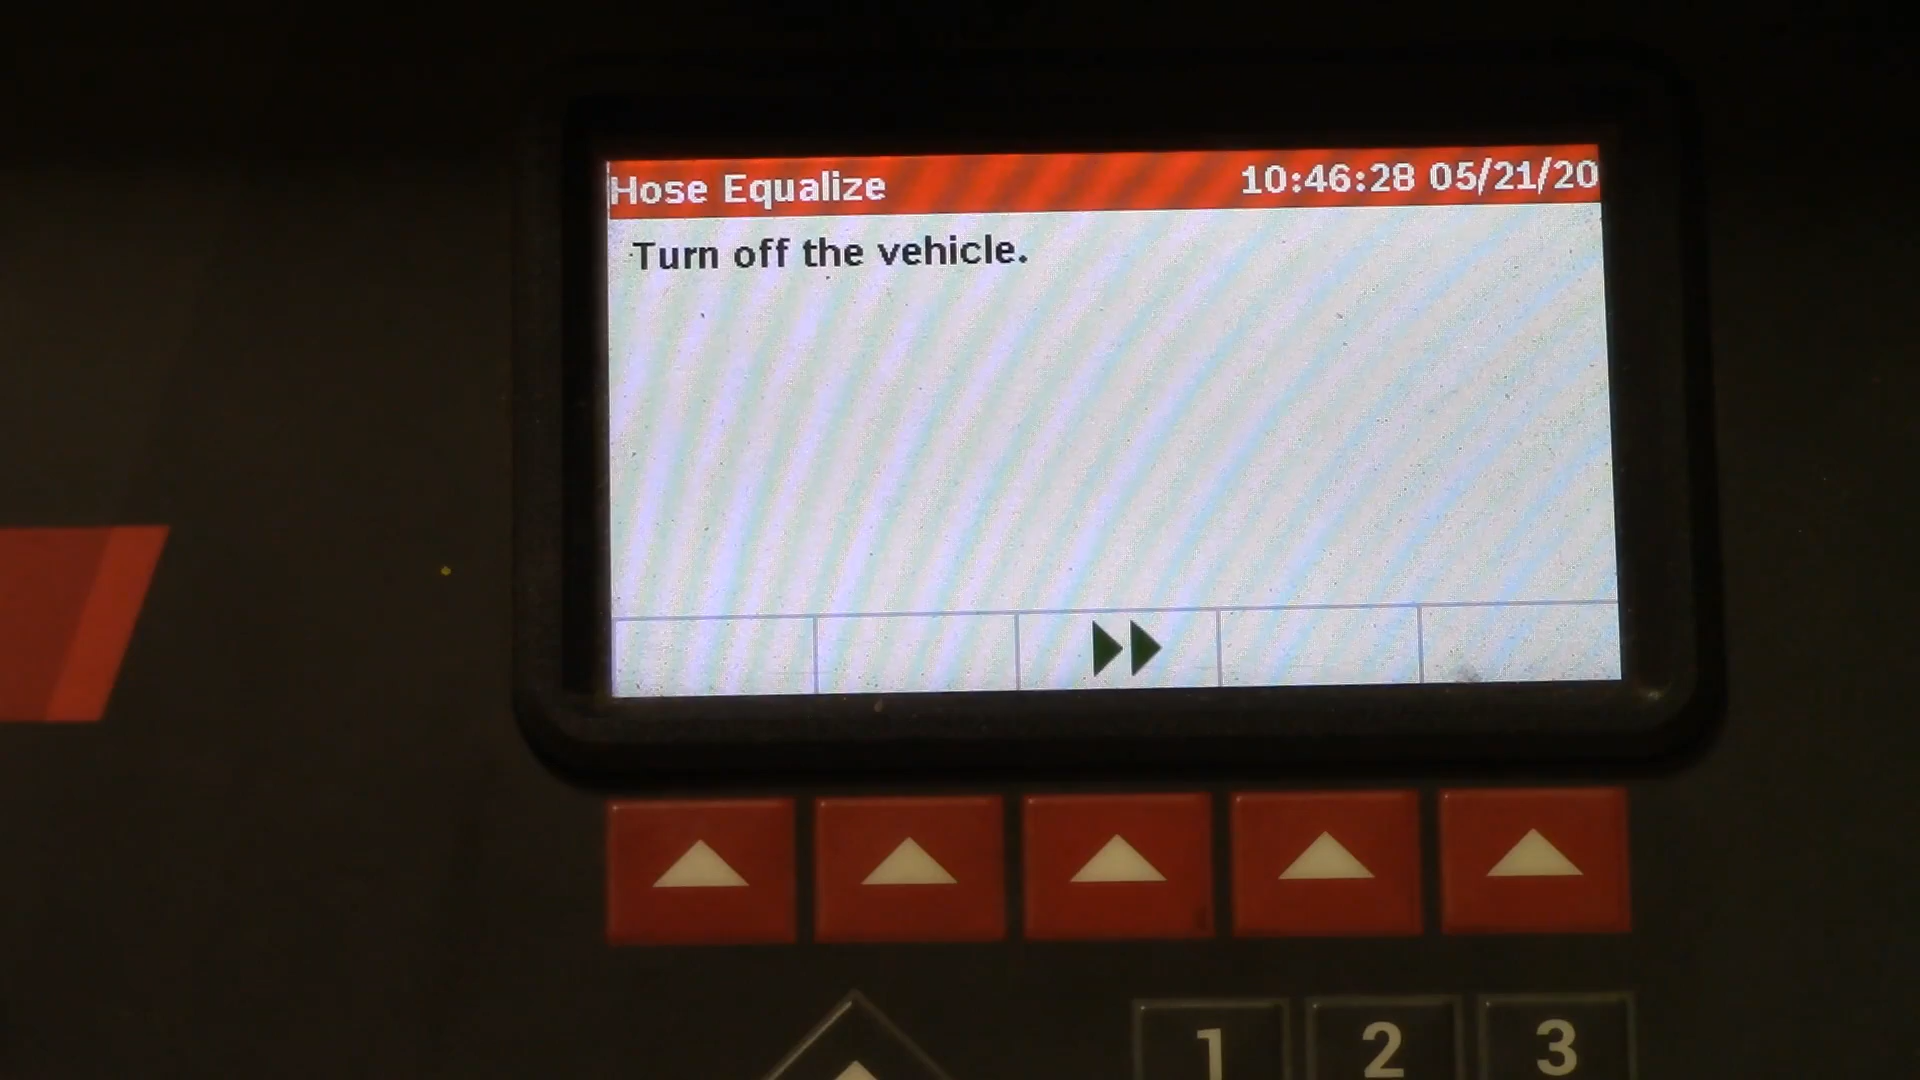 Hose Equalize 10:46:28 05/21/20
Turn off the vehicle.
1 2 3